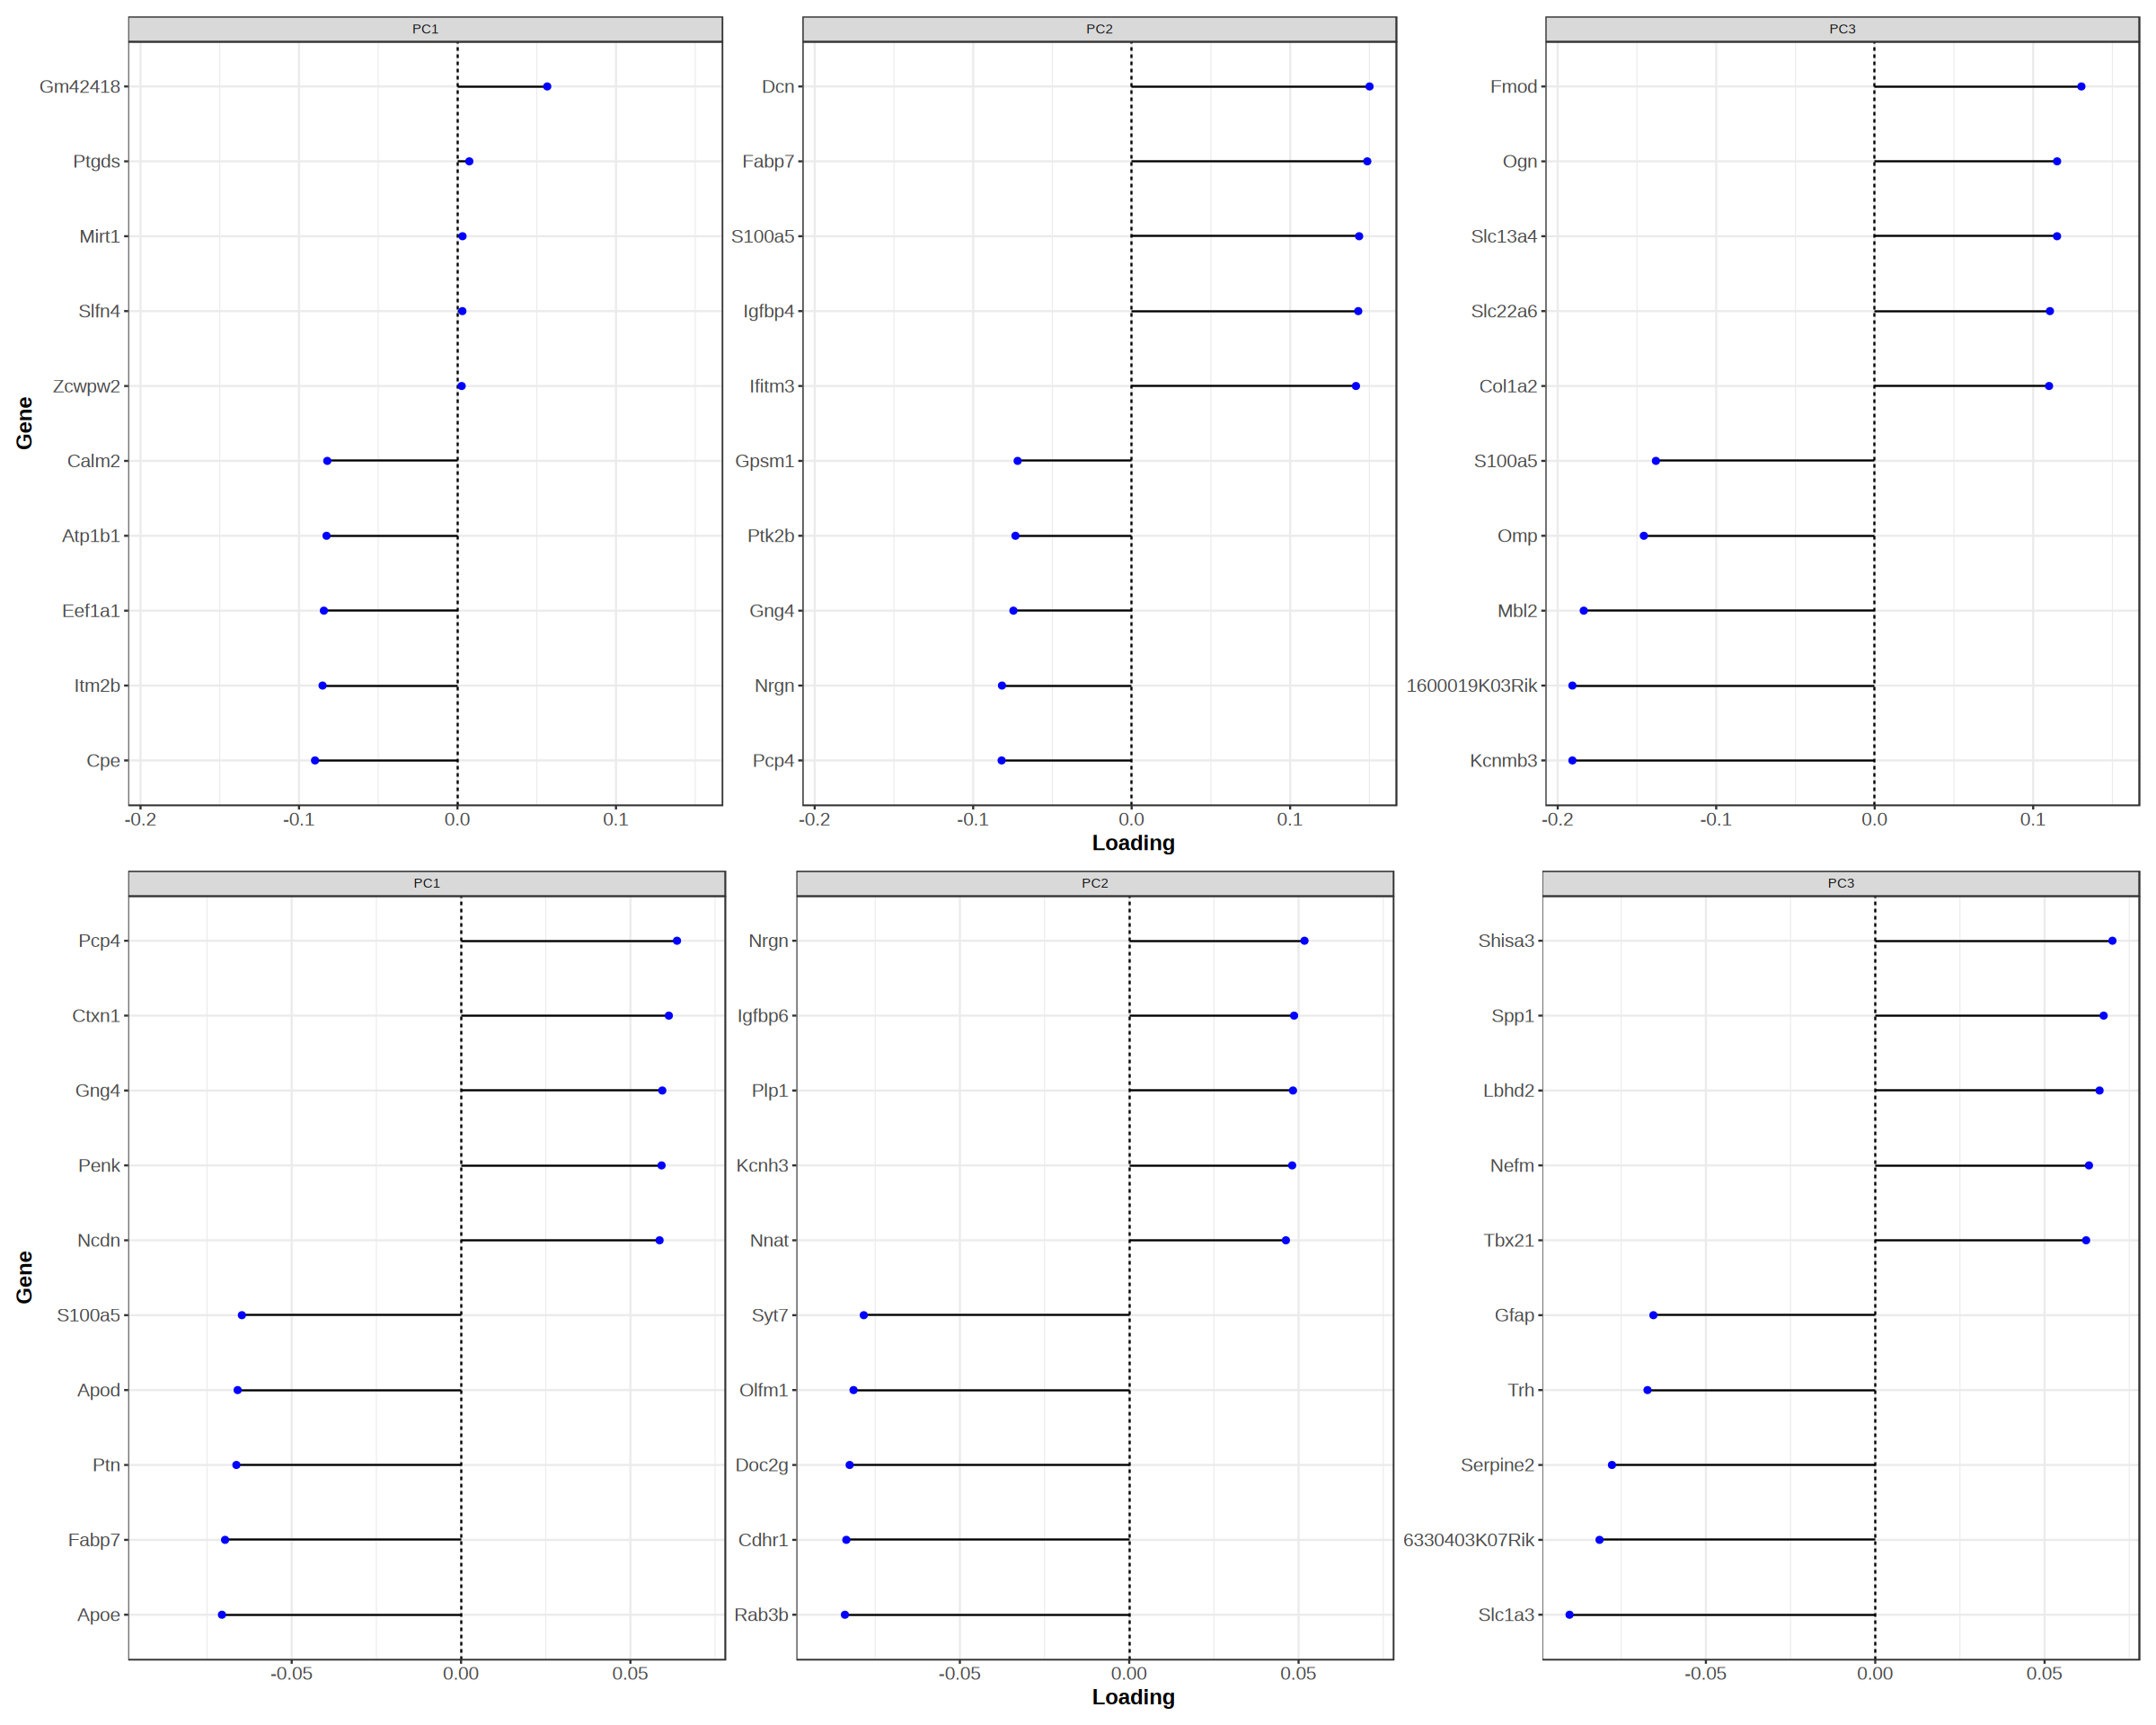 PC1
PC2
PC3
Gene
Gm42418
Ptgds
Mirt1
Slfn4
Zcwpw2
Calm2
Atp1b1
Eef1a1
Itm2b
Cpe
-0.2
-0.1
0.0
0.1
Dcn
Fabp7
S100a5
Igfbp4
Ifitm3
Gpsm1
Ptk2b
Gng4
Nrgn
Pcp4
-0.2
-0.1
0.0
0.1
Fmod
Ogn
Slc13a4
Slc22a6
Col1a2
S100a5
Omp
Mbl2
1600019K03Rik
Kcnmb3
-0.2
-0.1
0.0
0.1
Loading
PC1
PC2
PC3
Gene
Pcp4
Ctxn1
Gng4
Penk
Ncdn
S100a5
Apod
Ptn
Fabp7
Apoe
-0.05
0.00
0.05
Nrgn
Igfbp6
Plp1
Kcnh3
Nnat
Syt7
Olfm1
Doc2g
Cdhr1
Rab3b
-0.05
0.00
0.05
Shisa3
Spp1
Lbhd2
Nefm
Tbx21
Gfap
Trh
Serpine2
6330403K07Rik
Slc1a3
-0.05
0.00
0.05
Loading